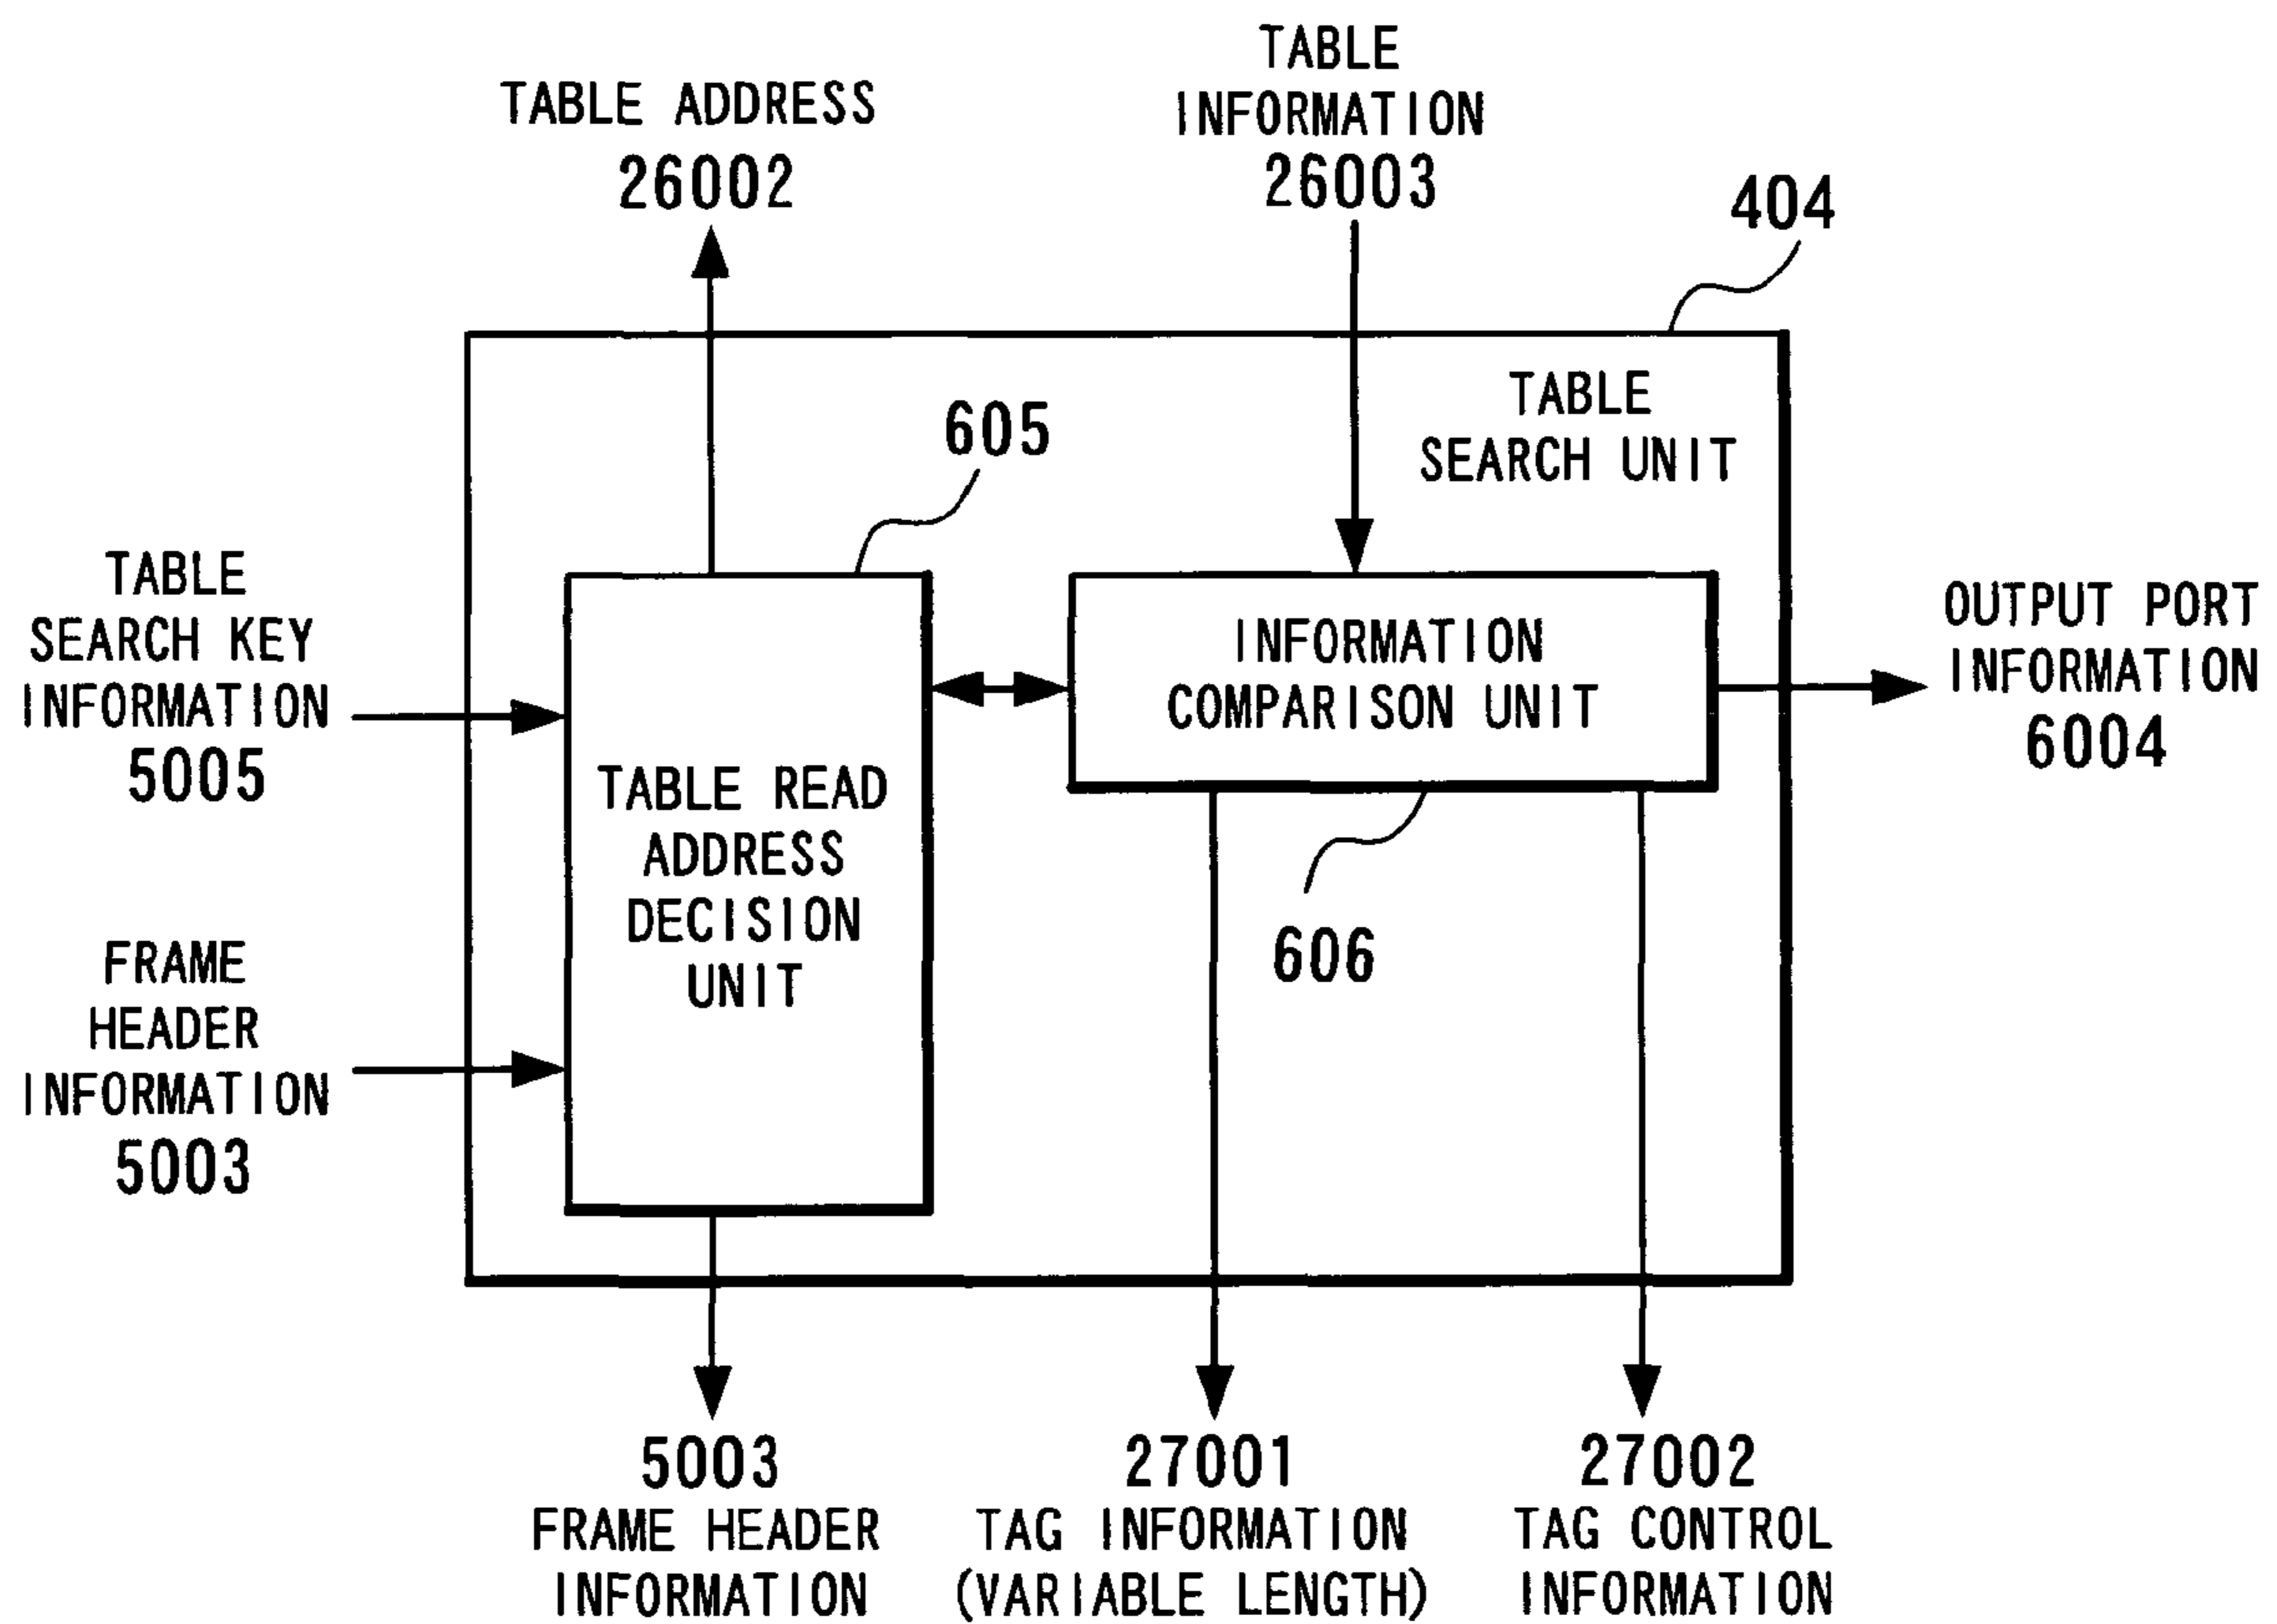 TABLE ADDRESS
26002
TABLE
INFORMATION
26003
404
TABLE
SEARCH UNIT
605
TABLE
SEARCH KEY
INFORMATION
5005
FRAME
HEADER
INFORMATION
5003
TABLE READ
ADDRESS
DECISION
UNIT
INFORMATION
COMPARISON UNIT
606
OUTPUT PORT
INFORMATION
6004
5003
FRAME HEADER
INFORMATION
27001
TAG INFORMATION
(VARIABLE LENGTH)
27002
TAG CONTROL
INFORMATION